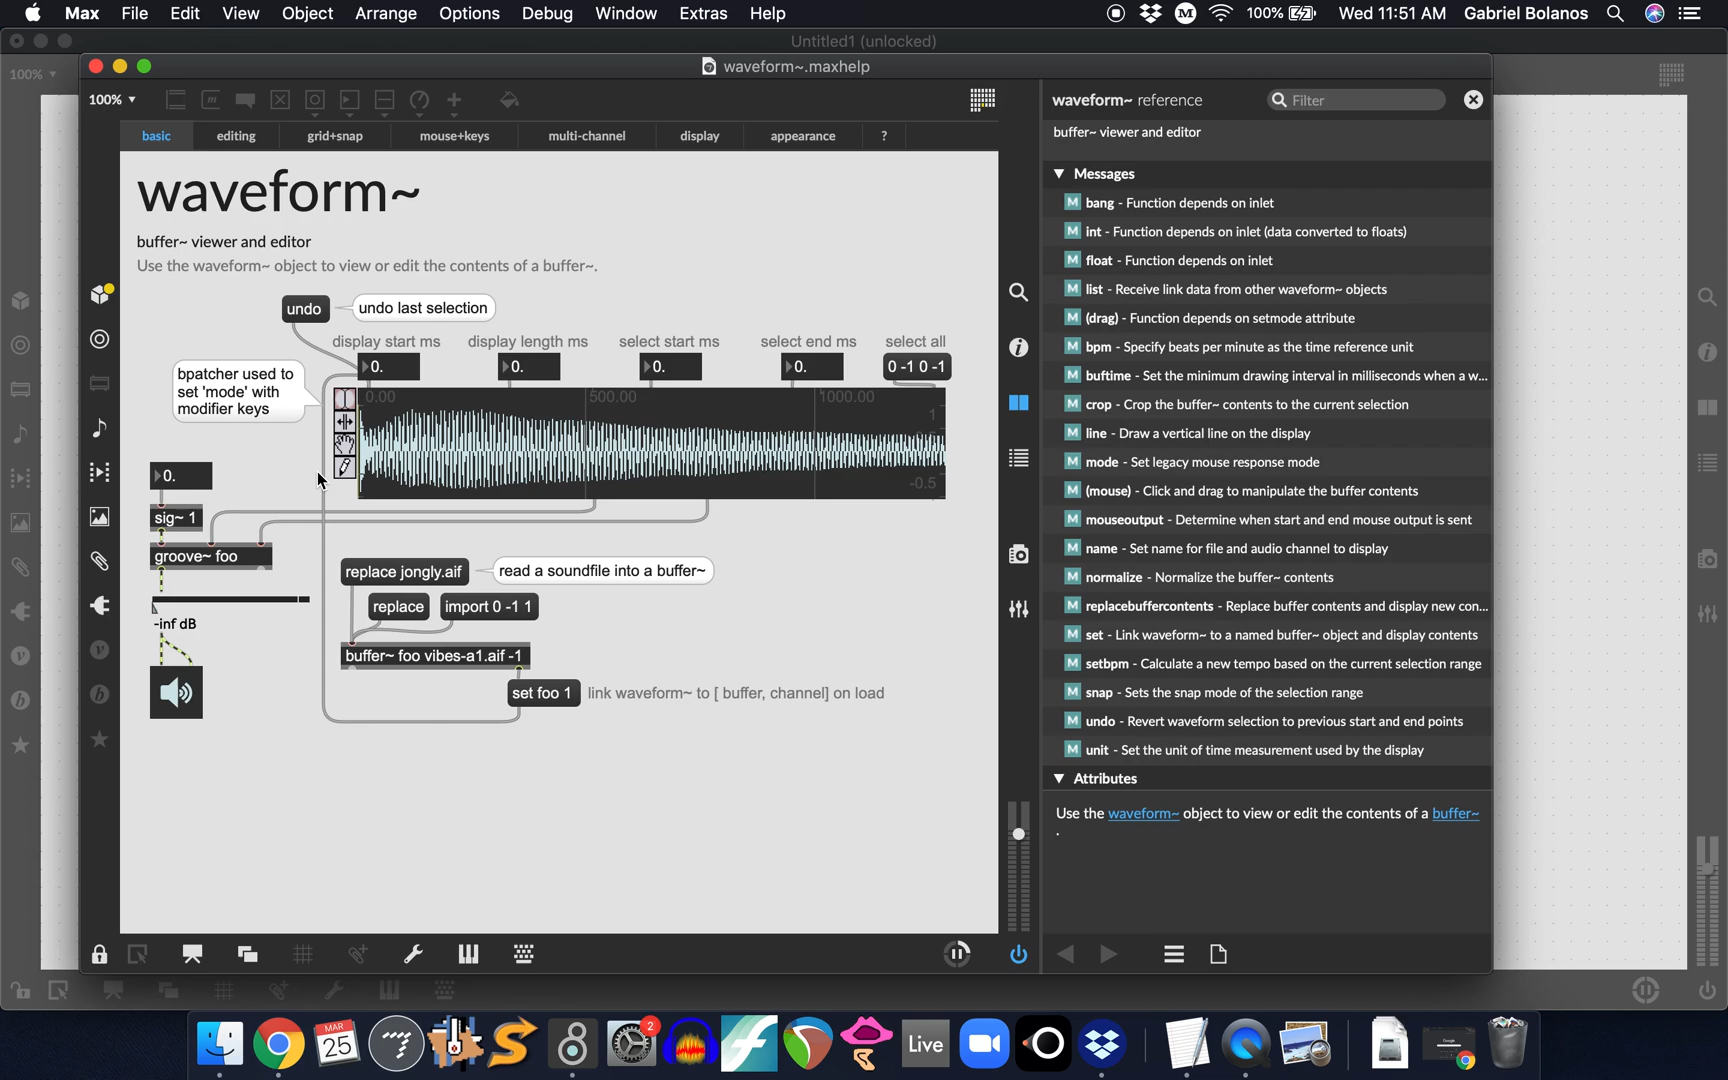 Max File Edit View Object Arrange Options Debug Window Extras Help
100% Wed 11:51 AM Gabriel Bolanos
Untitled1 (unlocked)
100%
waveform~.maxhelp
100%
basic editing grid+snap mouse+keys multi-channel display appearance ?
waveform~
buffer~ viewer and editor
Use the waveform~ object to view or edit the contents of a buffer~.
undo
undo last selection
display start ms display length ms select start ms select end ms select all
0. 0. 0. 0. 0 -1 0 -1
bpatcher used to
set 'mode' with
modifier keys
0.00 500.00 1000.00
1
-0.5
0.
sig~ 1
groove~ foo
-inf dB
replace jongly.aif
read a soundfile into a buffer~
replace
import 0 -1 1
buffer~ foo vibes-a1.aif -1
set foo 1
link waveform~ to [ buffer, channel] on load
waveform~ reference
Filter
buffer~ viewer and editor
Messages
M bang - Function depends on inlet
M int - Function depends on inlet (data converted to floats)
M float - Function depends on inlet
M list - Receive link data from other waveform~ objects
M (drag) - Function depends on setmode attribute
M bpm - Specify beats per minute as the time reference unit
M buftime - Set the minimum drawing interval in milliseconds when a w...
M crop - Crop the buffer~ contents to the current selection
M line - Draw a vertical line on the display
M mode - Set legacy mouse response mode
M (mouse) - Click and drag to manipulate the buffer contents
M mouseoutput - Determine when start and end mouse output is sent
M name - Set name for file and audio channel to display
M normalize - Normalize the buffer~ contents
M replacebuffercontents - Replace buffer contents and display new con...
M set - Link waveform~ to a named buffer~ object and display contents
M setbpm - Calculate a new tempo based on the current selection range
M snap - Sets the snap mode of the selection range
M undo - Revert waveform selection to previous start and end points
M unit - Set the unit of time measurement used by the display
Attributes
Use the waveform~ object to view or edit the contents of a buffer~
.
MAR
25
8
2
Live